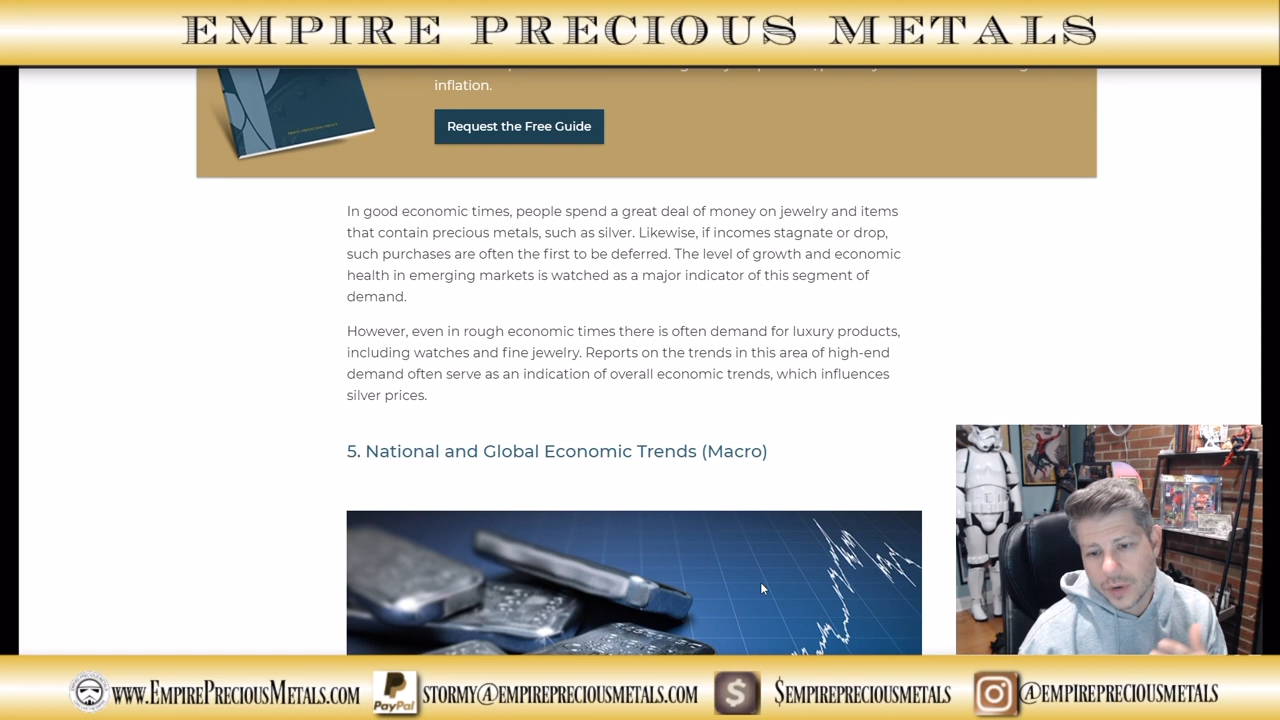 EMPIRE PRECIOUS METALS
inflation.
Request the Free Guide
In good economic times, people spend a great deal of money on jewelry and items
that contain precious metals, such as silver. Likewise, if incomes stagnate or drop,
such purchases are often the first to be deferred. The level of growth and economic
health in emerging markets is watched as a major indicator of this segment of
demand.
However, even in rough economic times there is often demand for luxury products,
including watches and fine jewelry. Reports on the trends in this area of high-end
demand often serve as an indication of overall economic trends, which influences
silver prices.
5. National and Global Economic Trends (Macro)
www.EmpirePreciousMetals.com
PayPal
stormy@empirepreciousmetals.com
$
$empirepreciousmetals
@empirepreciousmetals